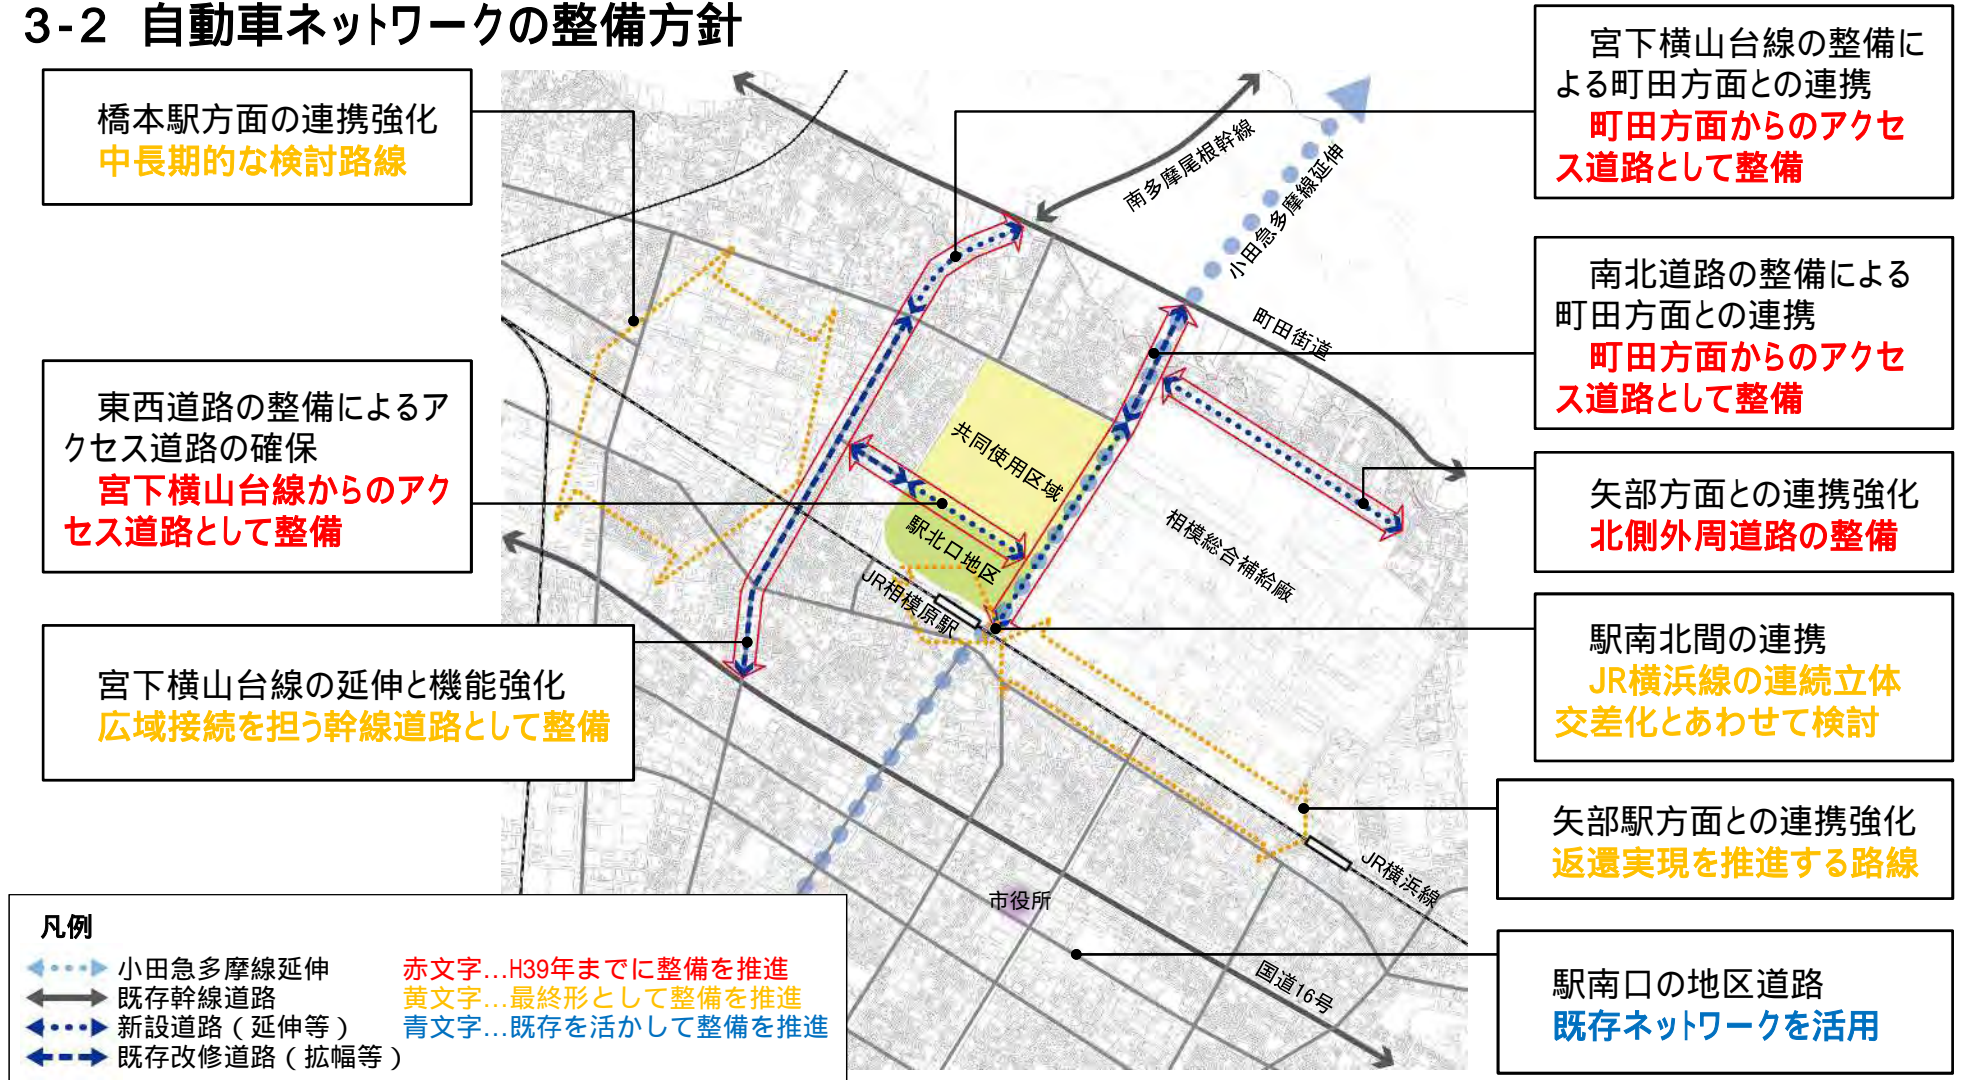 3-2 自動車ネットワークの整備方針
橋本駅方面の連携強化
中長期的な検討路線
東西道路の整備によるア
クセス道路の確保
宮下横山台線からのアク
セス道路として整備
宮下横山台線の延伸と機能強化
広域接続を担う幹線道路として整備
宮下横山台線の整備に
よる町田方面との連携
町田方面からのアクセ
ス道路として整備
南北道路の整備による
町田方面との連携
町田方面からのアクセ
ス道路として整備
矢部方面との連携強化
北側外周道路の整備
駅南北間の連携
JR横浜線の連続立体
交差化とあわせて検討
矢部駅方面との連携強化
返還実現を推進する路線
駅南口の地区道路
既存ネットワークを活用
南多摩尾根幹線
小田急多摩線延伸
町田街道
共同使用区域
駅北口地区
相模総合補給廠
JR相模原駅
JR横浜線
市役所
国道16号
凡例
小田急多摩線延伸
既存幹線道路
新設道路(延伸等)
既存改修道路(拡幅等)
赤文字…H39年までに整備を推進
黄文字…最終形として整備を推進
青文字…既存を活かして整備を推進